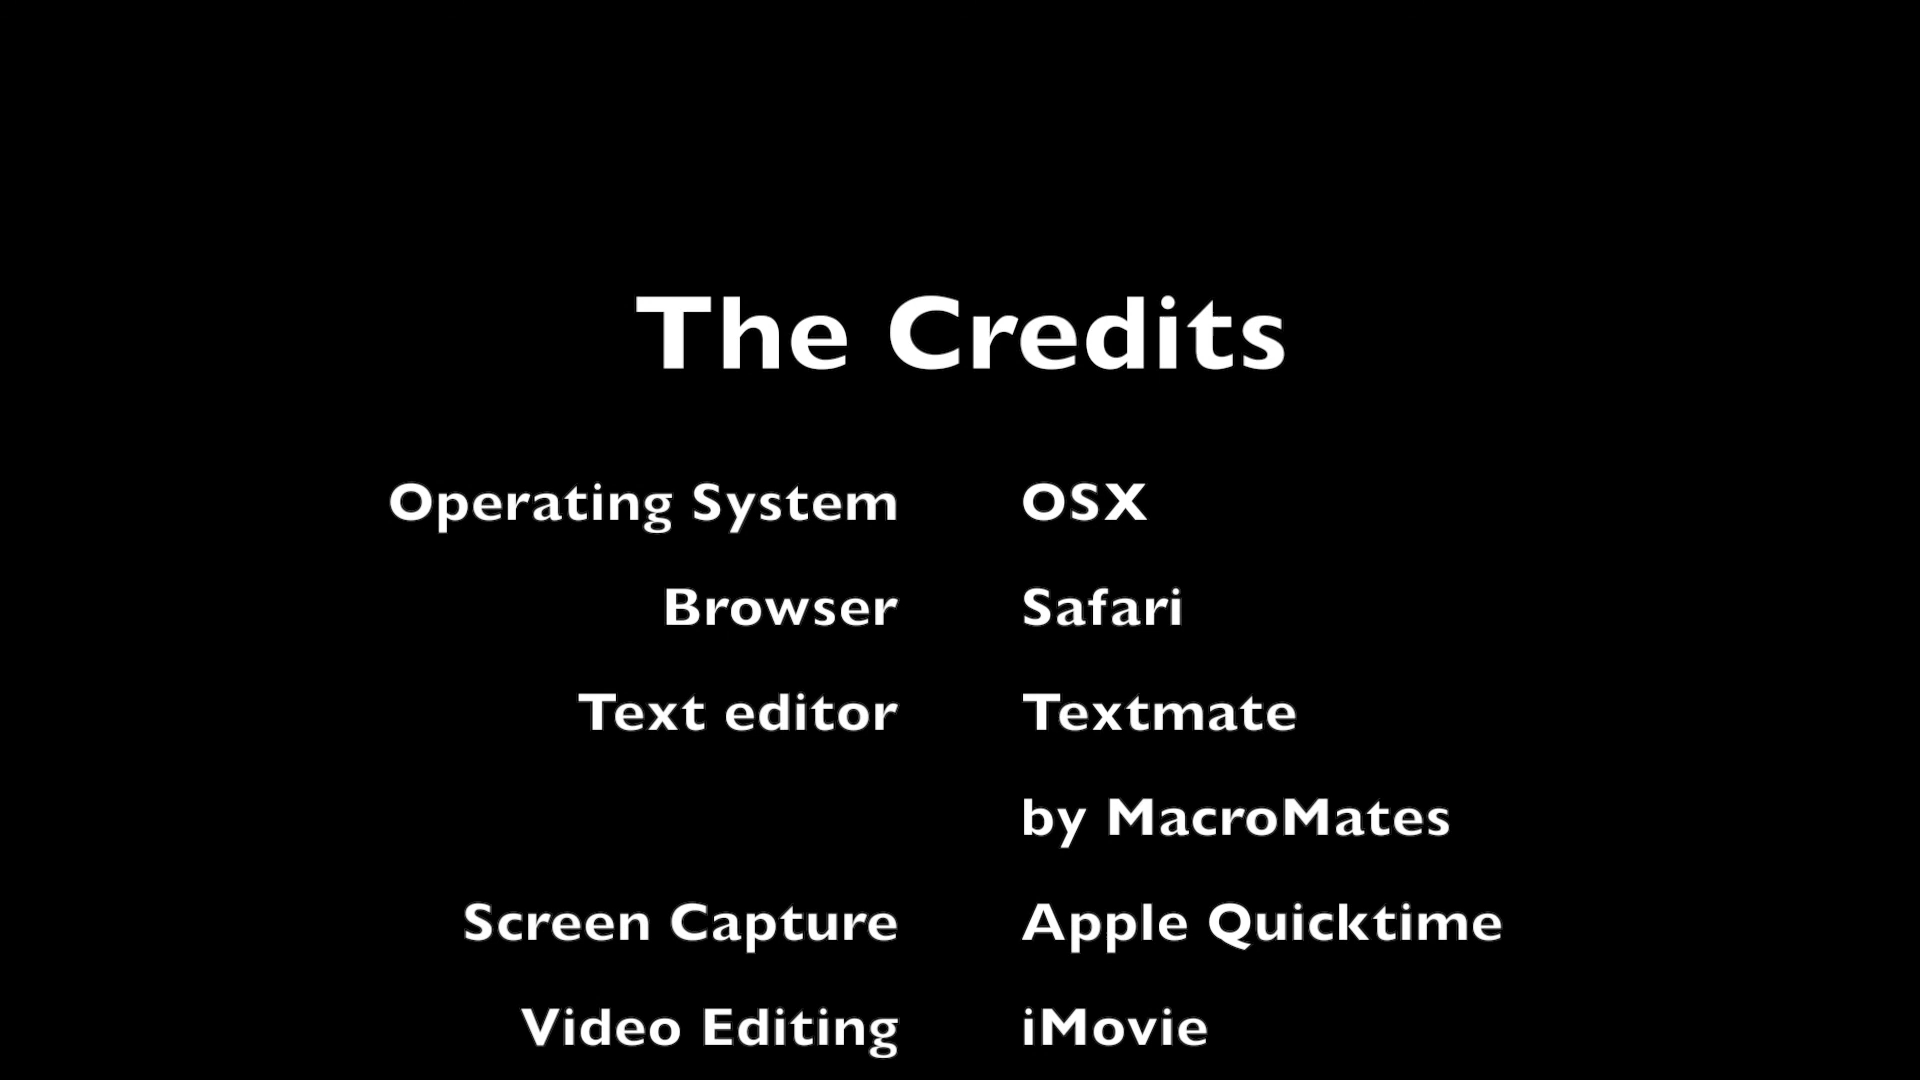 The Credits
Operating System OSX
Browser Safari
Text editor Textmate
by MacroMates
Screen Capture Apple Quicktime
Video Editing iMovie